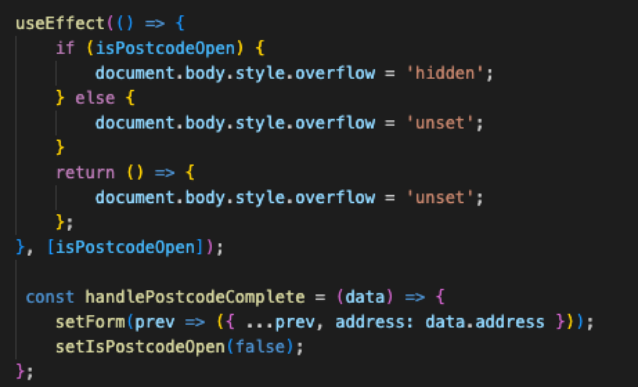 useEffect(() => {
    if (isPostcodeOpen) {
        document.body.style.overflow = 'hidden';
    } else {
        document.body.style.overflow = 'unset';
    }
    return () => {
        document.body.style.overflow = 'unset';
    };
}, [isPostcodeOpen]);

 const handlePostcodeComplete = (data) => {
    setForm(prev => ({ ...prev, address: data.address }));
    setIsPostcodeOpen(false);
};